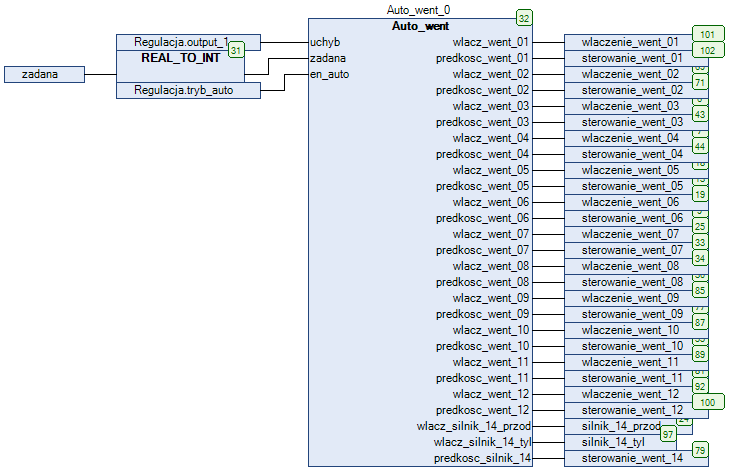 Auto_went_0
32
Auto_went
Regulacja.output_1
31
REAL_TO_INT
zadana
Regulacja.tryb_auto
uchyb
zadana
en_auto
wlacz_went_01
predkosc_went_01
wlacz_went_02
predkosc_went_02
wlacz_went_03
predkosc_went_03
wlacz_went_04
predkosc_went_04
wlacz_went_05
predkosc_went_05
wlacz_went_06
predkosc_went_06
wlacz_went_07
predkosc_went_07
wlacz_went_08
predkosc_went_08
wlacz_went_09
predkosc_went_09
wlacz_went_10
predkosc_went_10
wlacz_went_11
predkosc_went_11
wlacz_went_12
predkosc_went_12
wlacz_silnik_14_przod
wlacz_silnik_14_tyl
predkosc_silnik_14
101
wlaczenie_went_01
102
sterowanie_went_01
wlaczenie_went_02
71
sterowanie_went_02
wlaczenie_went_03
43
sterowanie_went_03
wlaczenie_went_04
44
sterowanie_went_04
wlaczenie_went_05
sterowanie_went_05
19
wlaczenie_went_06
sterowanie_went_06
25
wlaczenie_went_07
33
sterowanie_went_07
34
wlaczenie_went_08
sterowanie_went_08
85
wlaczenie_went_09
sterowanie_went_09
87
wlaczenie_went_10
sterowanie_went_10
89
wlaczenie_went_11
sterowanie_went_11
92
wlaczenie_went_12
100
sterowanie_went_12
silnik_14_przod
97
silnik_14_tyl
79
sterowanie_went_14